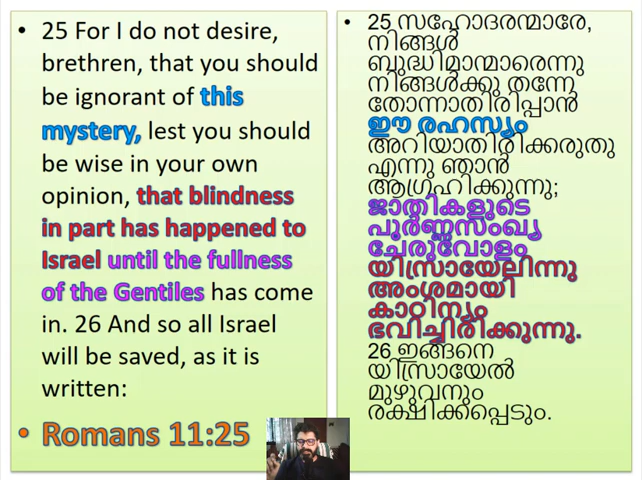 25 For I do not desire,
brethren, that you should
be ignorant of this
mystery, lest you should
be wise in your own
opinion, that blindness
in part has happened to
Israel until the fullness
of the Gentiles has come
in. 26 And so all Israel
will be saved, as it is
written:
Romans 11:25
25 സഹോദരന്മാരേ,
നിങ്ങൾ
ബുദ്ധിമാന്മാരെന്നു
നിങ്ങൾക്കു തന്നേ
തോന്നാതിരിപ്പാൻ
ഈ രഹസ്യം
അറിയാതിരിക്കരുതു
എന്നു ഞാൻ
ആഗ്രഹിക്കുന്നു;
ജാതികളുടെ
പൂർണ്ണസംഖ്യ
ചേരുവോളം
യിസ്രായേലിന്നു
അംശമായി
കാഠിന്യം
ഭവിച്ചിരിക്കുന്നു.
26 ഇങ്ങനെ
യിസ്രായേൽ
മുഴുവനും
രക്ഷിക്കപ്പെടും.